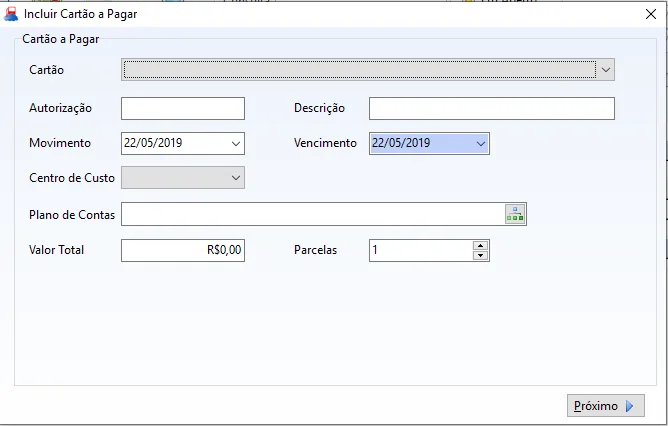 Incluir Cartão a Pagar
Cartão a Pagar
Cartão
Autorização
Descrição
Movimento 22/05/2019
Vencimento 22/05/2019
Centro de Custo
Plano de Contas
Valor Total R$0,00
Parcelas 1
Próximo